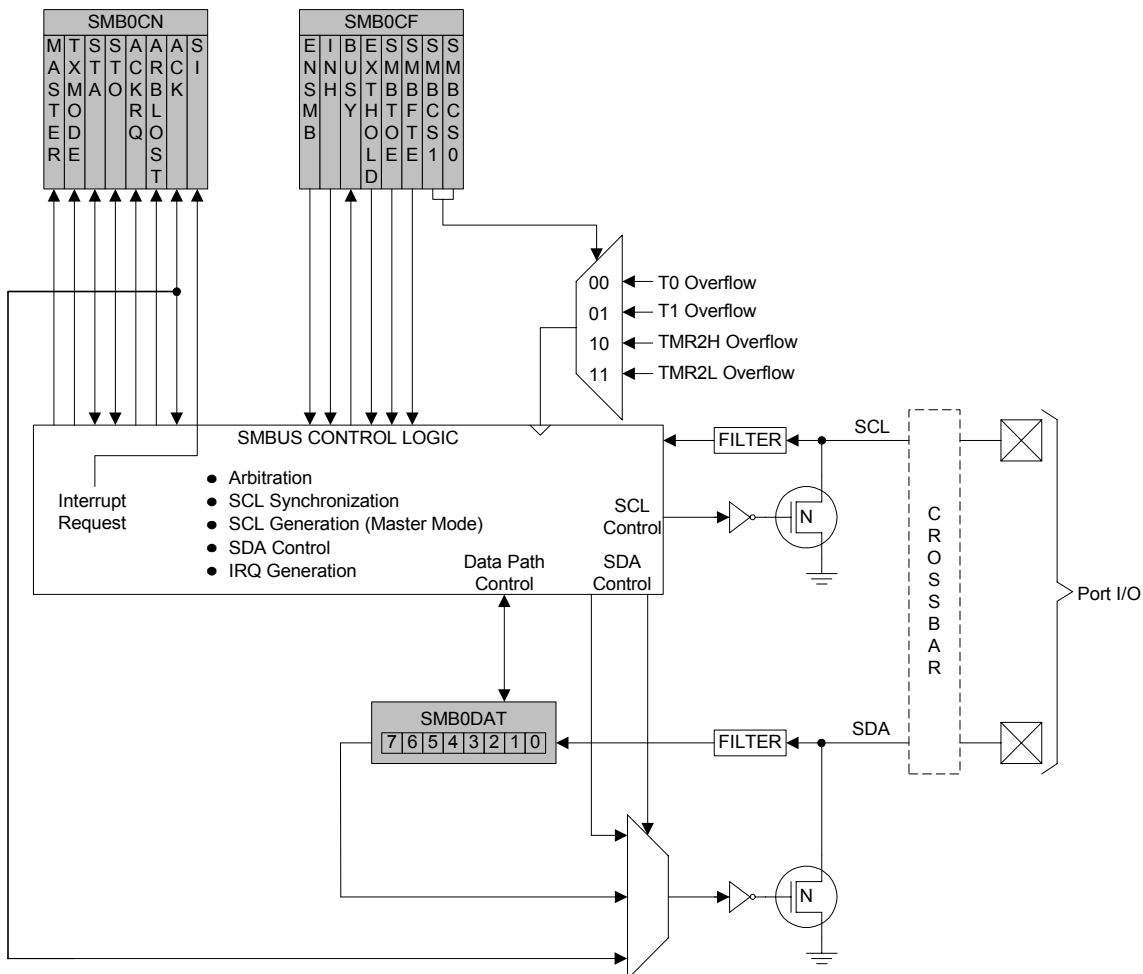 SMB0CN
MASTER
TXMODE
STA
STO
ACKRQ
ARBLOST
ACK
SI
SMB0CF
ENSMB
INH
BUSY
EXTHOLD
SMBTOE
SMBFTE
SMBCS1
SMBCS0
00
T0 Overflow
01
T1 Overflow
10
TMR2H Overflow
11
TMR2L Overflow
SMBUS CONTROL LOGIC
Interrupt
Request
● Arbitration
● SCL Synchronization
● SCL Generation (Master Mode)
● SDA Control
● IRQ Generation
Data Path
Control
SCL
Control
SDA
Control
FILTER
SCL
N
CROSSBAR
Port I/O
SMB0DAT
7 6 5 4 3 2 1 0
FILTER
SDA
N